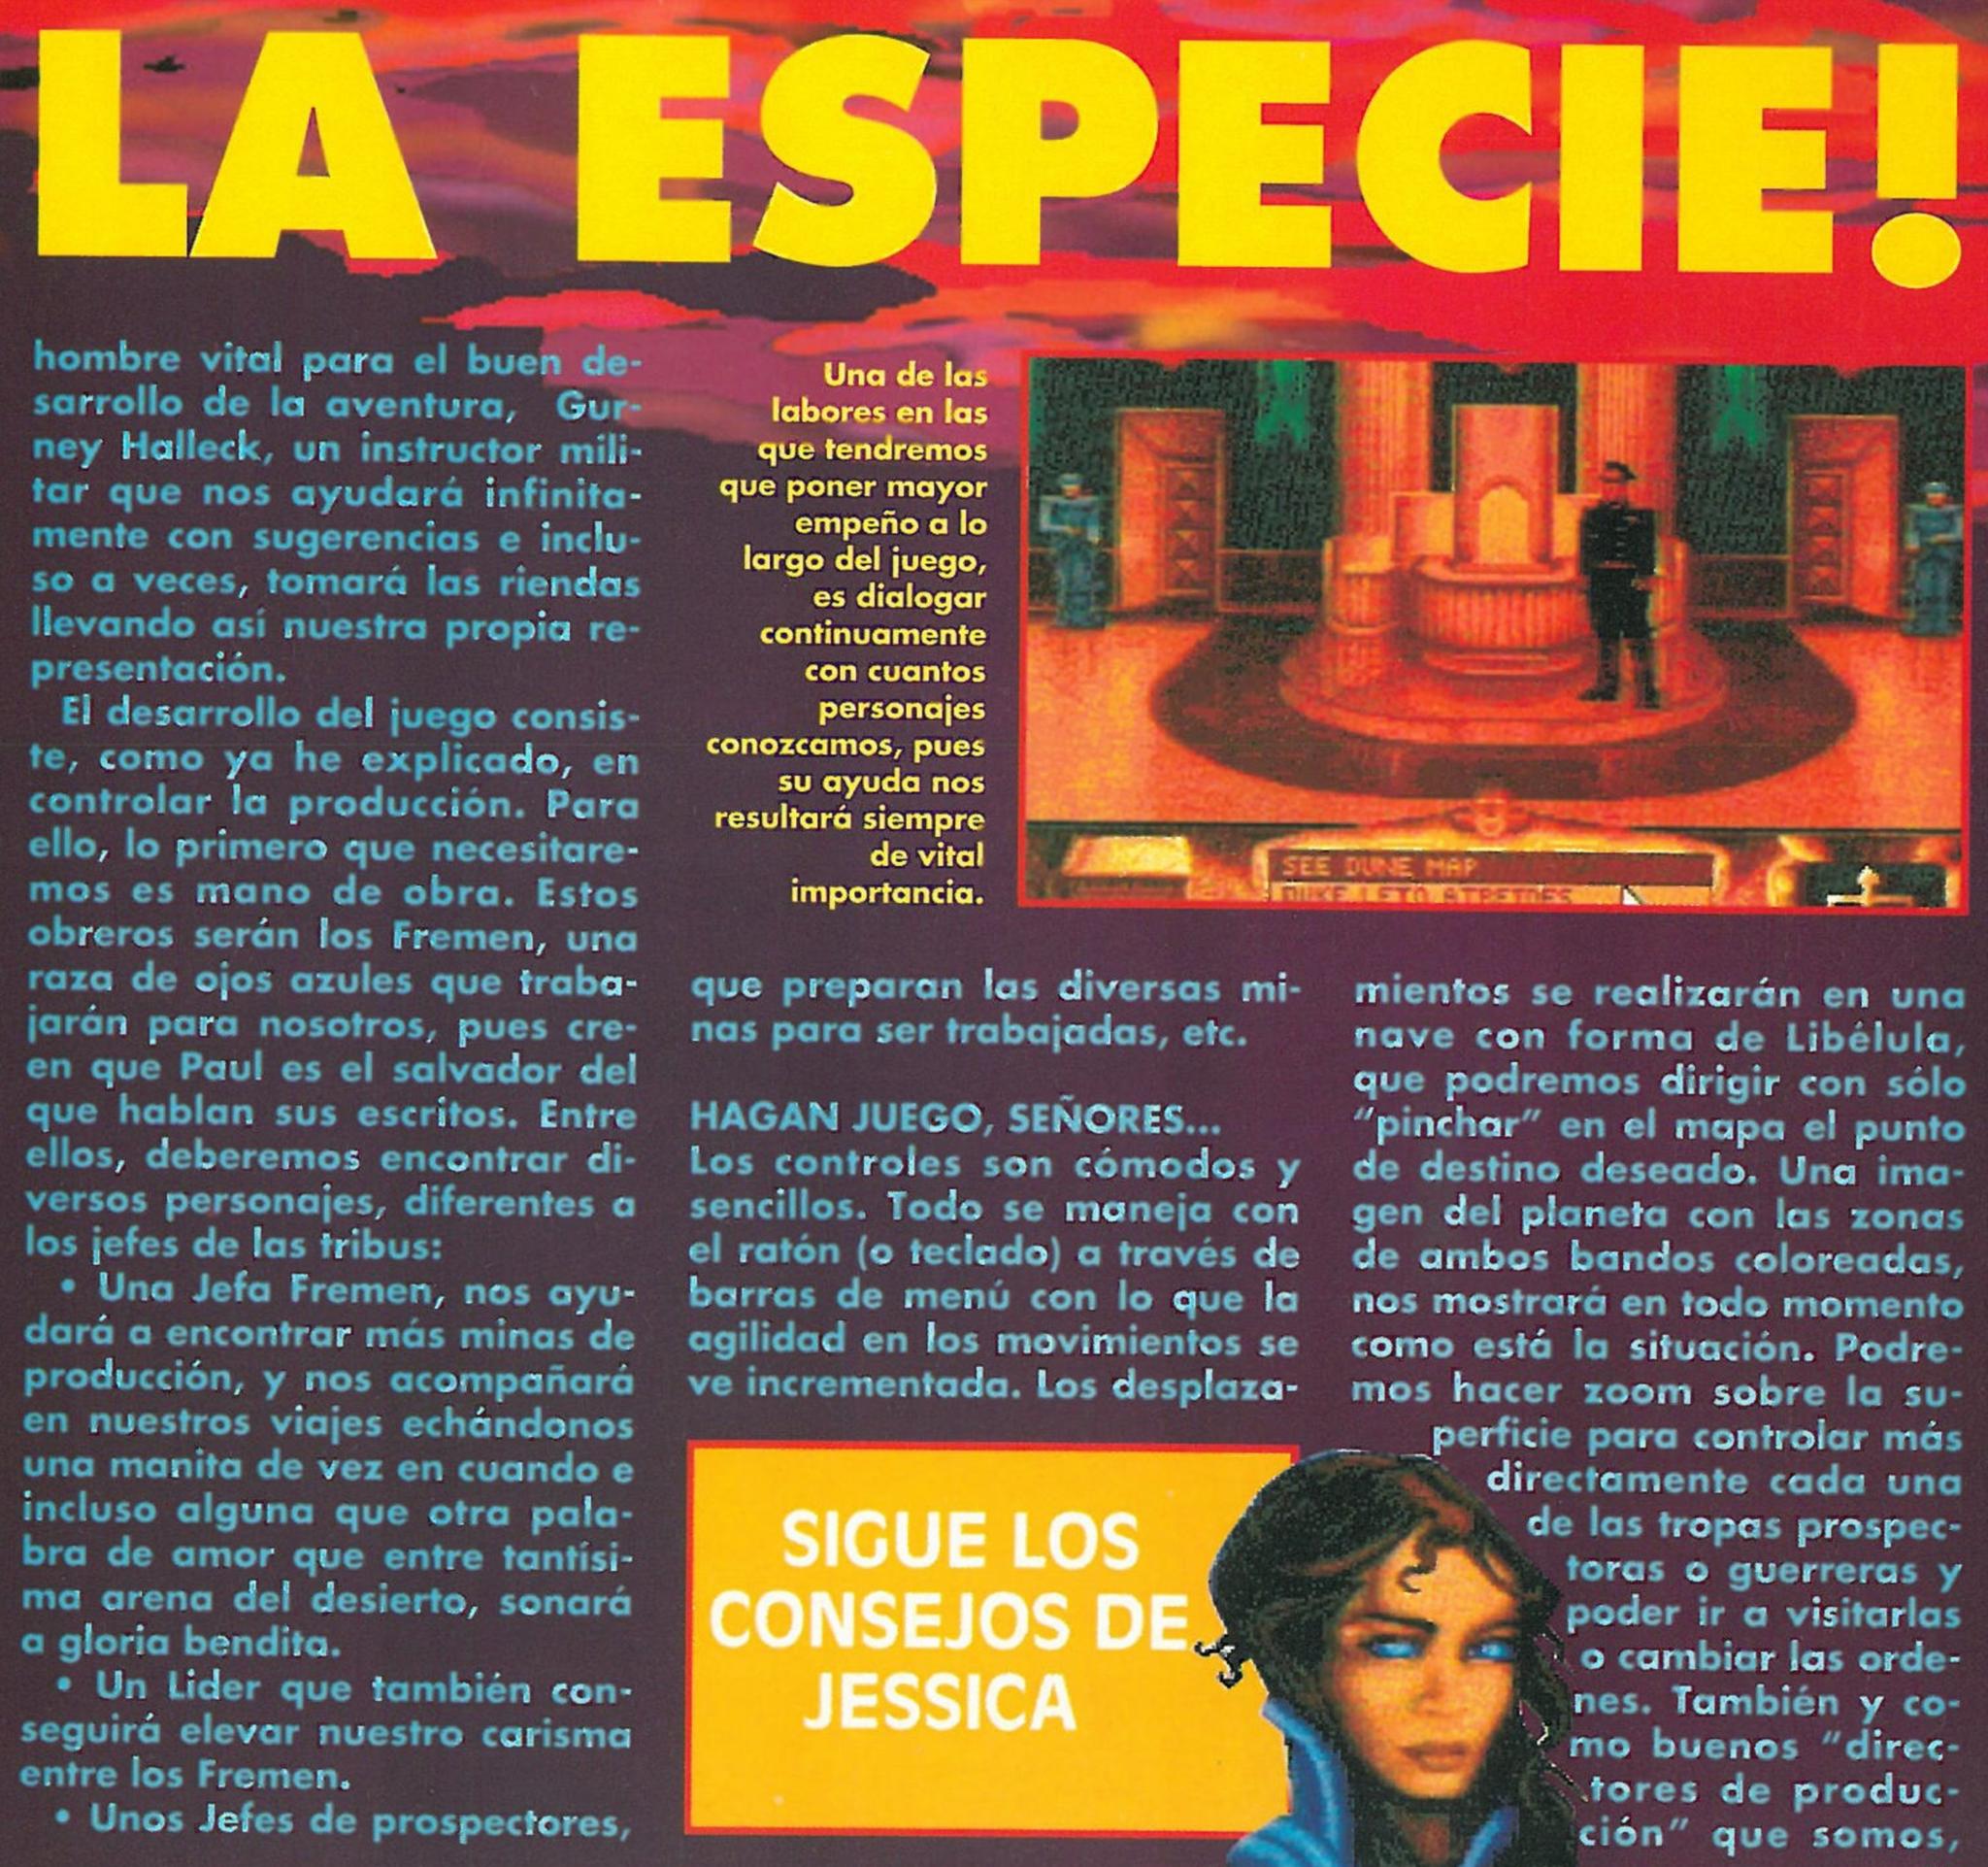 LA ESPECIE!
hombre vital para el buen de-
sarrollo de la aventura, Gur-
ney Halleck, un instructor mili-
tar que nos ayudará infinita-
mente con sugerencias e inclu-
so a veces, tomará las riendas
llevando así nuestra propia re-
presentación.
El desarrollo del juego consis-
te, como ya he explicado, en
controlar la producción. Para
ello, lo primero que necesitare-
mos es mano de obra. Estos
obreros serán los Fremen, una
raza de ojos azules que traba-
jarán para nosotros, pues cre-
en que Paul es el salvador del
que hablan sus escritos. Entre
ellos, deberemos encontrar di-
versos personajes, diferentes a
los jefes de las tribus:
• Una Jefa Fremen, nos ayu-
dará a encontrar más minas de
producción, y nos acompañará
en nuestros viajes echándonos
una manita de vez en cuando e
incluso alguna que otra pala-
bra de amor que entre tantísi-
ma arena del desierto, sonará
a gloria bendita.
• Un Lider que también con-
seguirá elevar nuestro carisma
entre los Fremen.
• Unos Jefes de prospectores,
Una de las
labores en las
que tendremos
que poner mayor
empeño a lo
largo del juego,
es dialogar
continuamente
con cuantos
personajes
conozcamos, pues
su ayuda nos
resultará siempre
de vital
importancia.
SEE DUNE MAP
DUKE LETO ATREIDES
que preparan las diversas mi-
nas para ser trabajadas, etc.
HAGAN JUEGO, SEÑORES...
Los controles son cómodos y
sencillos. Todo se maneja con
el ratón (o teclado) a través de
barras de menú con lo que la
agilidad en los movimientos se
ve incrementada. Los desplaza-
SIGUE LOS
CONSEJOS DE
JESSICA
mientos se realizarán en una
nave con forma de Libélula,
que podremos dirigir con sólo
"pinchar" en el mapa el punto
de destino deseado. Una ima-
gen del planeta con las zonas
de ambos bandos coloreadas,
nos mostrará en todo momento
como está la situación. Podre-
mos hacer zoom sobre la su-
perficie para controlar más
directamente cada una
de las tropas prospec-
toras o guerreras y
poder ir a visitarlas
o cambiar las orde-
nes. También y co-
mo buenos "direc-
tores de produc-
ción" que somos,